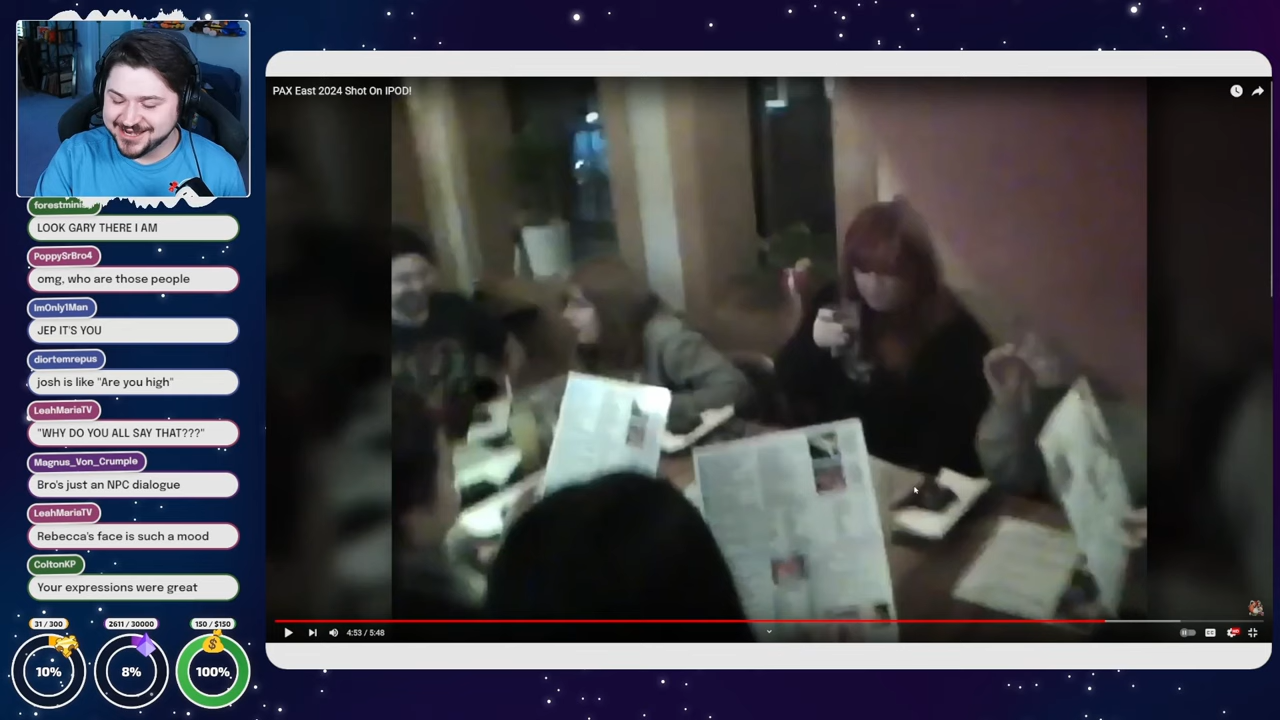 PAX East 2024 Shot On IPOD!
forestmini
LOOK GARY THERE I AM
PoppySrBro4
omg, who are those people
ImOnly1Man
JEP IT'S YOU
diortemrepus
josh is like "Are you high"
LeahMariaTV
"WHY DO YOU ALL SAY THAT???"
Magnus_Von_Crumple
Bro's just an NPC dialogue
LeahMariaTV
Rebecca's face is such a mood
ColtonKP
Your expressions were great
31 / 300
2611 / 30000
150 / $150
10%
8%
100%
4:53 / 5:48